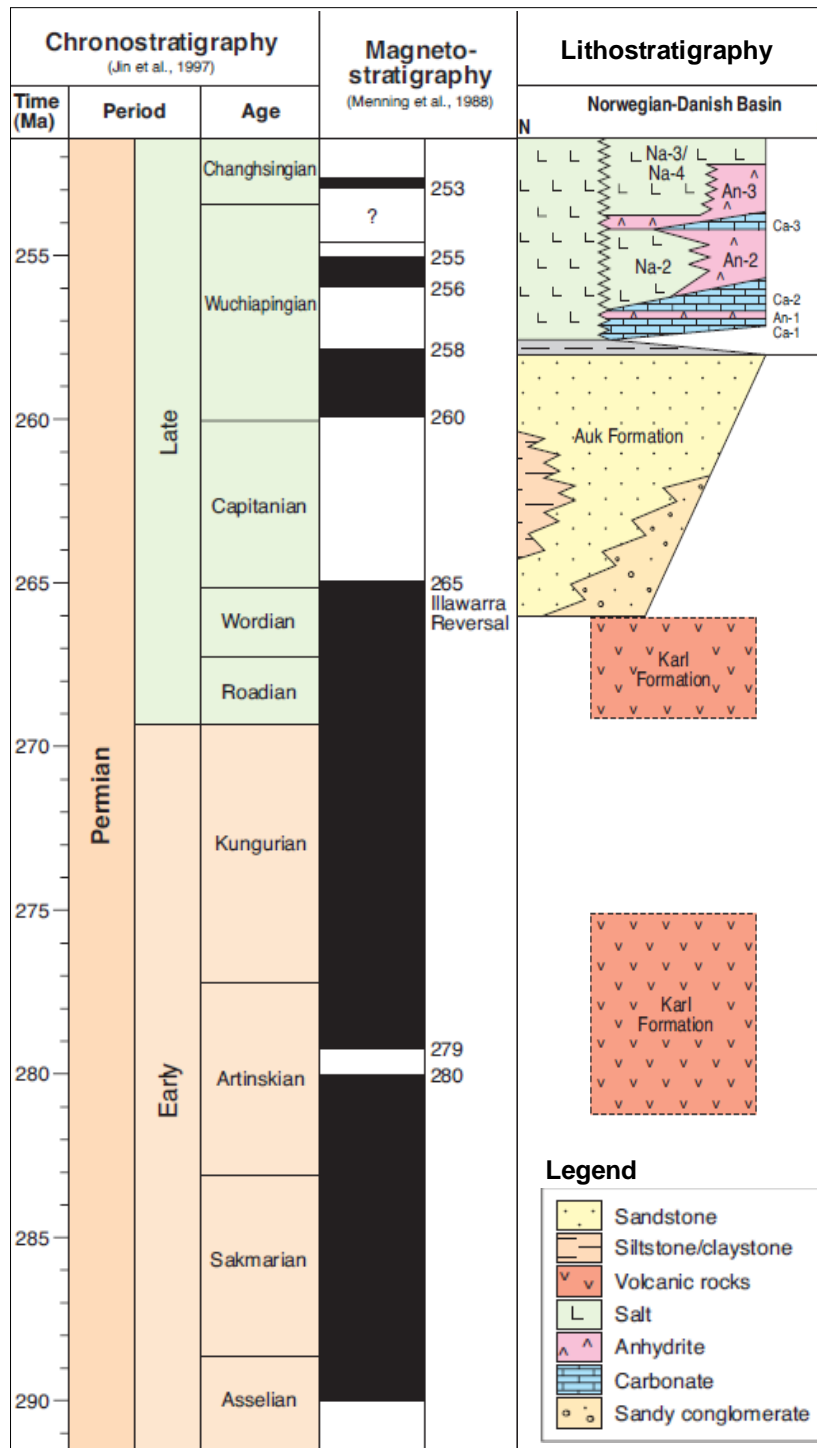 Chronostratigraphy
(Jin et al., 1997)
Magneto-
stratigraphy
(Menning et al., 1988)
Lithostratigraphy
Time
(Ma)
Period
Age
Norwegian-Danish Basin
N
255
260
265
270
275
280
285
290
Permian
Late
Early
Changhsingian
Wuchiapingian
Capitanian
Wordian
Roadian
Kungurian
Artinskian
Sakmarian
Asselian
253
?
255
256
258
260
265
Illawarra
Reversal
279
280
Na-3/
Na-4
An-3
Ca-3
Na-2
An-2
Ca-2
An-1
Ca-1
Auk Formation
Karl
Formation
Karl
Formation
Legend
Sandstone
Siltstone/claystone
Volcanic rocks
Salt
Anhydrite
Carbonate
Sandy conglomerate